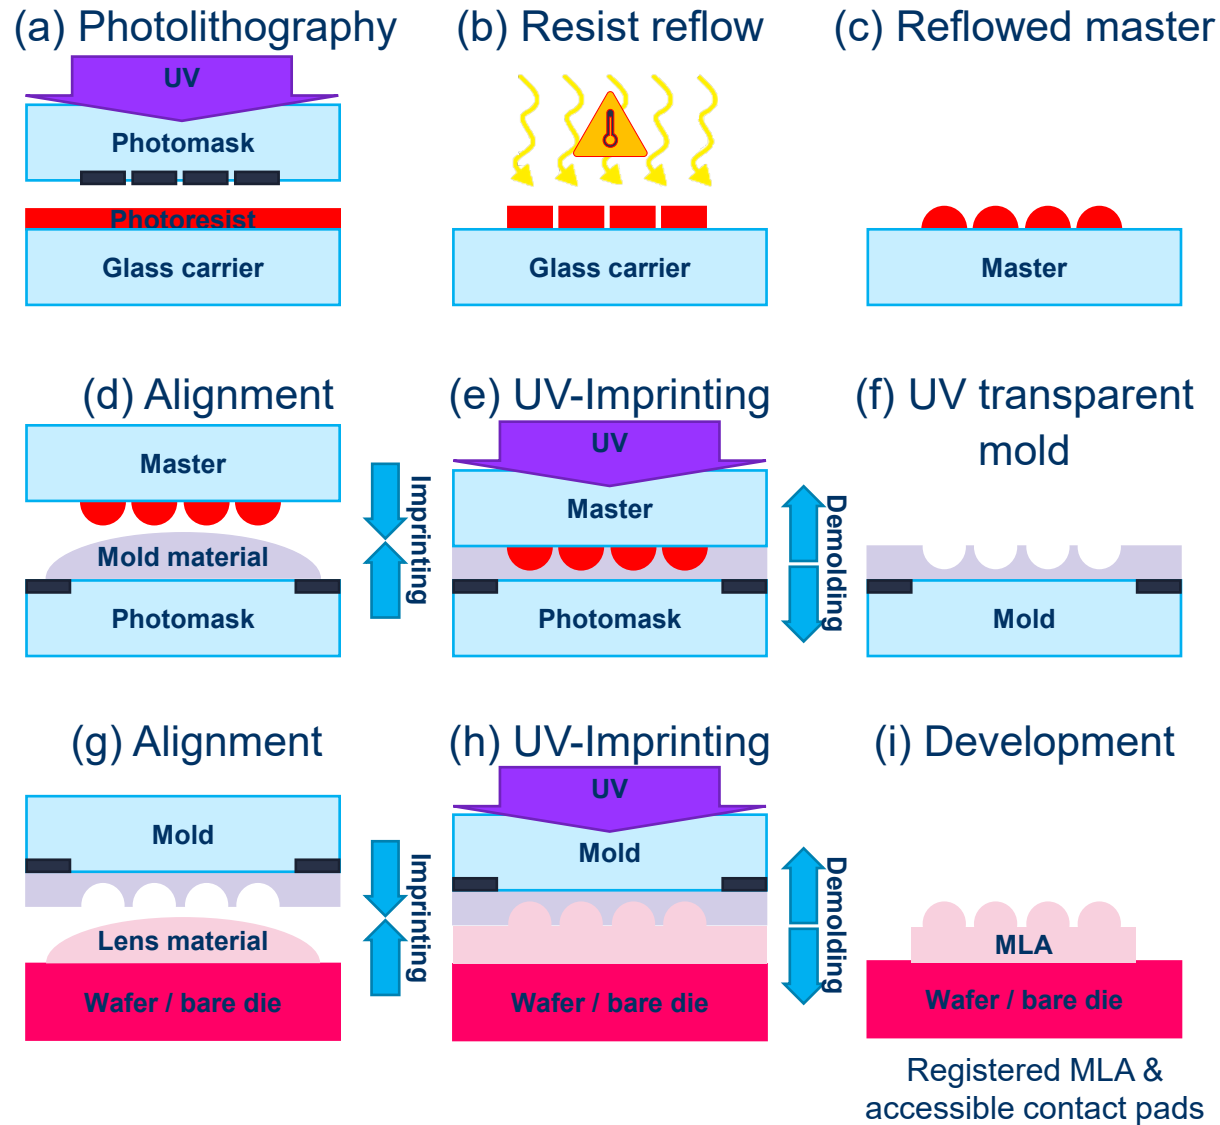 (a) Photolithography
UV
Photomask
Photoresist
Glass carrier
(b) Resist reflow
Glass carrier
(c) Reflowed master
Master
(d) Alignment
Master
Mold material
Photomask
Imprinting
(e) UV-Imprinting
UV
Master
Photomask
Demolding
(f) UV transparent
mold
Mold
(g) Alignment
Mold
Lens material
Wafer / bare die
Imprinting
(h) UV-Imprinting
UV
Mold
Wafer / bare die
Demolding
(i) Development
MLA
Wafer / bare die
Registered MLA &
accessible contact pads